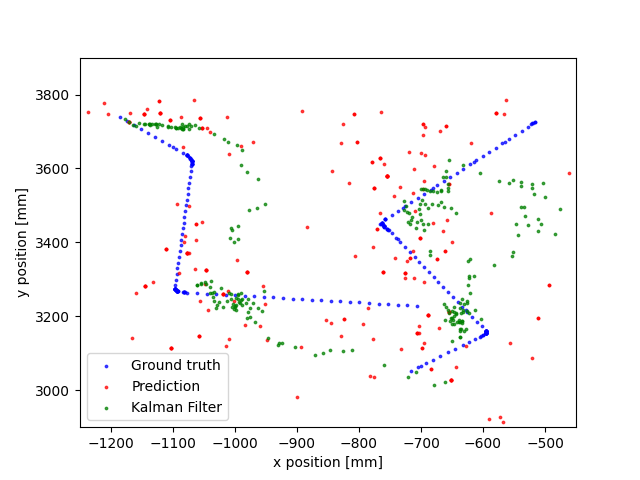 3800
3600
3400
3200
3000
y position [mm]
Ground truth
Prediction
Kalman Filter
−1200 −1100 −1000 −900 −800 −700 −600 −500
x position [mm]